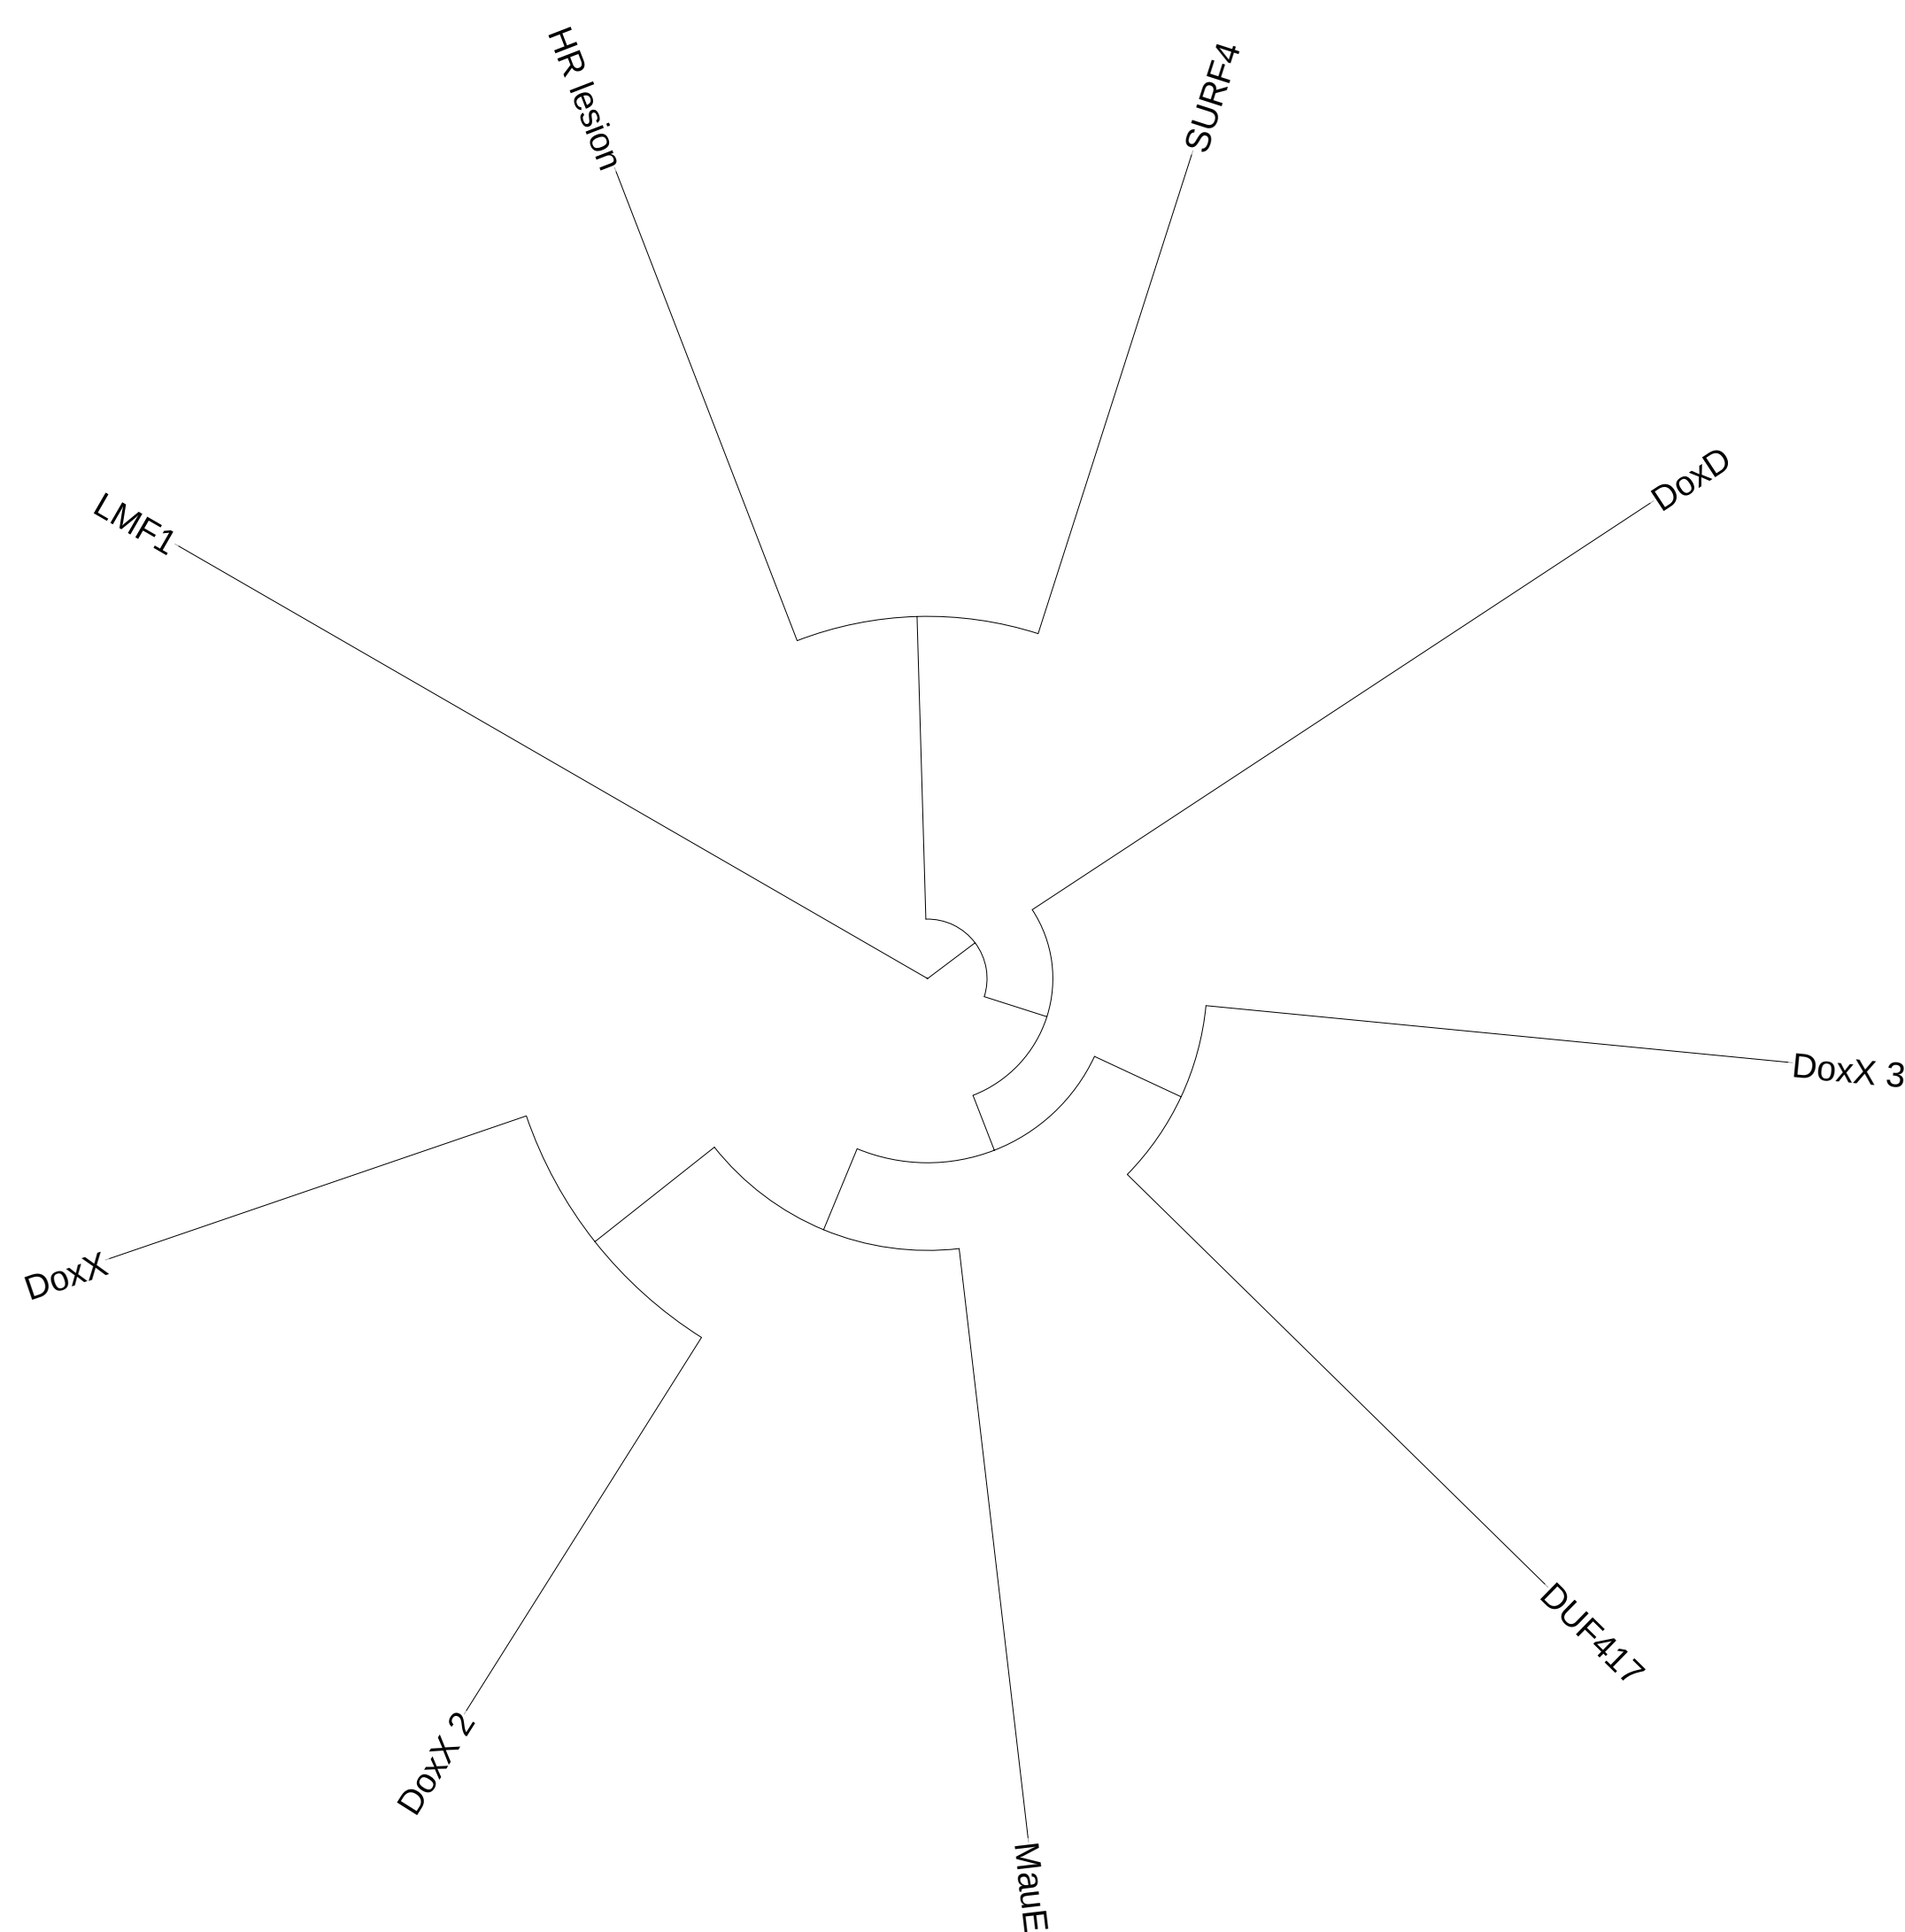 HR lesion
SURF4
DoxD
LMF1
DoxX 3
DoxX
DUF417
DoxX 2
MauE